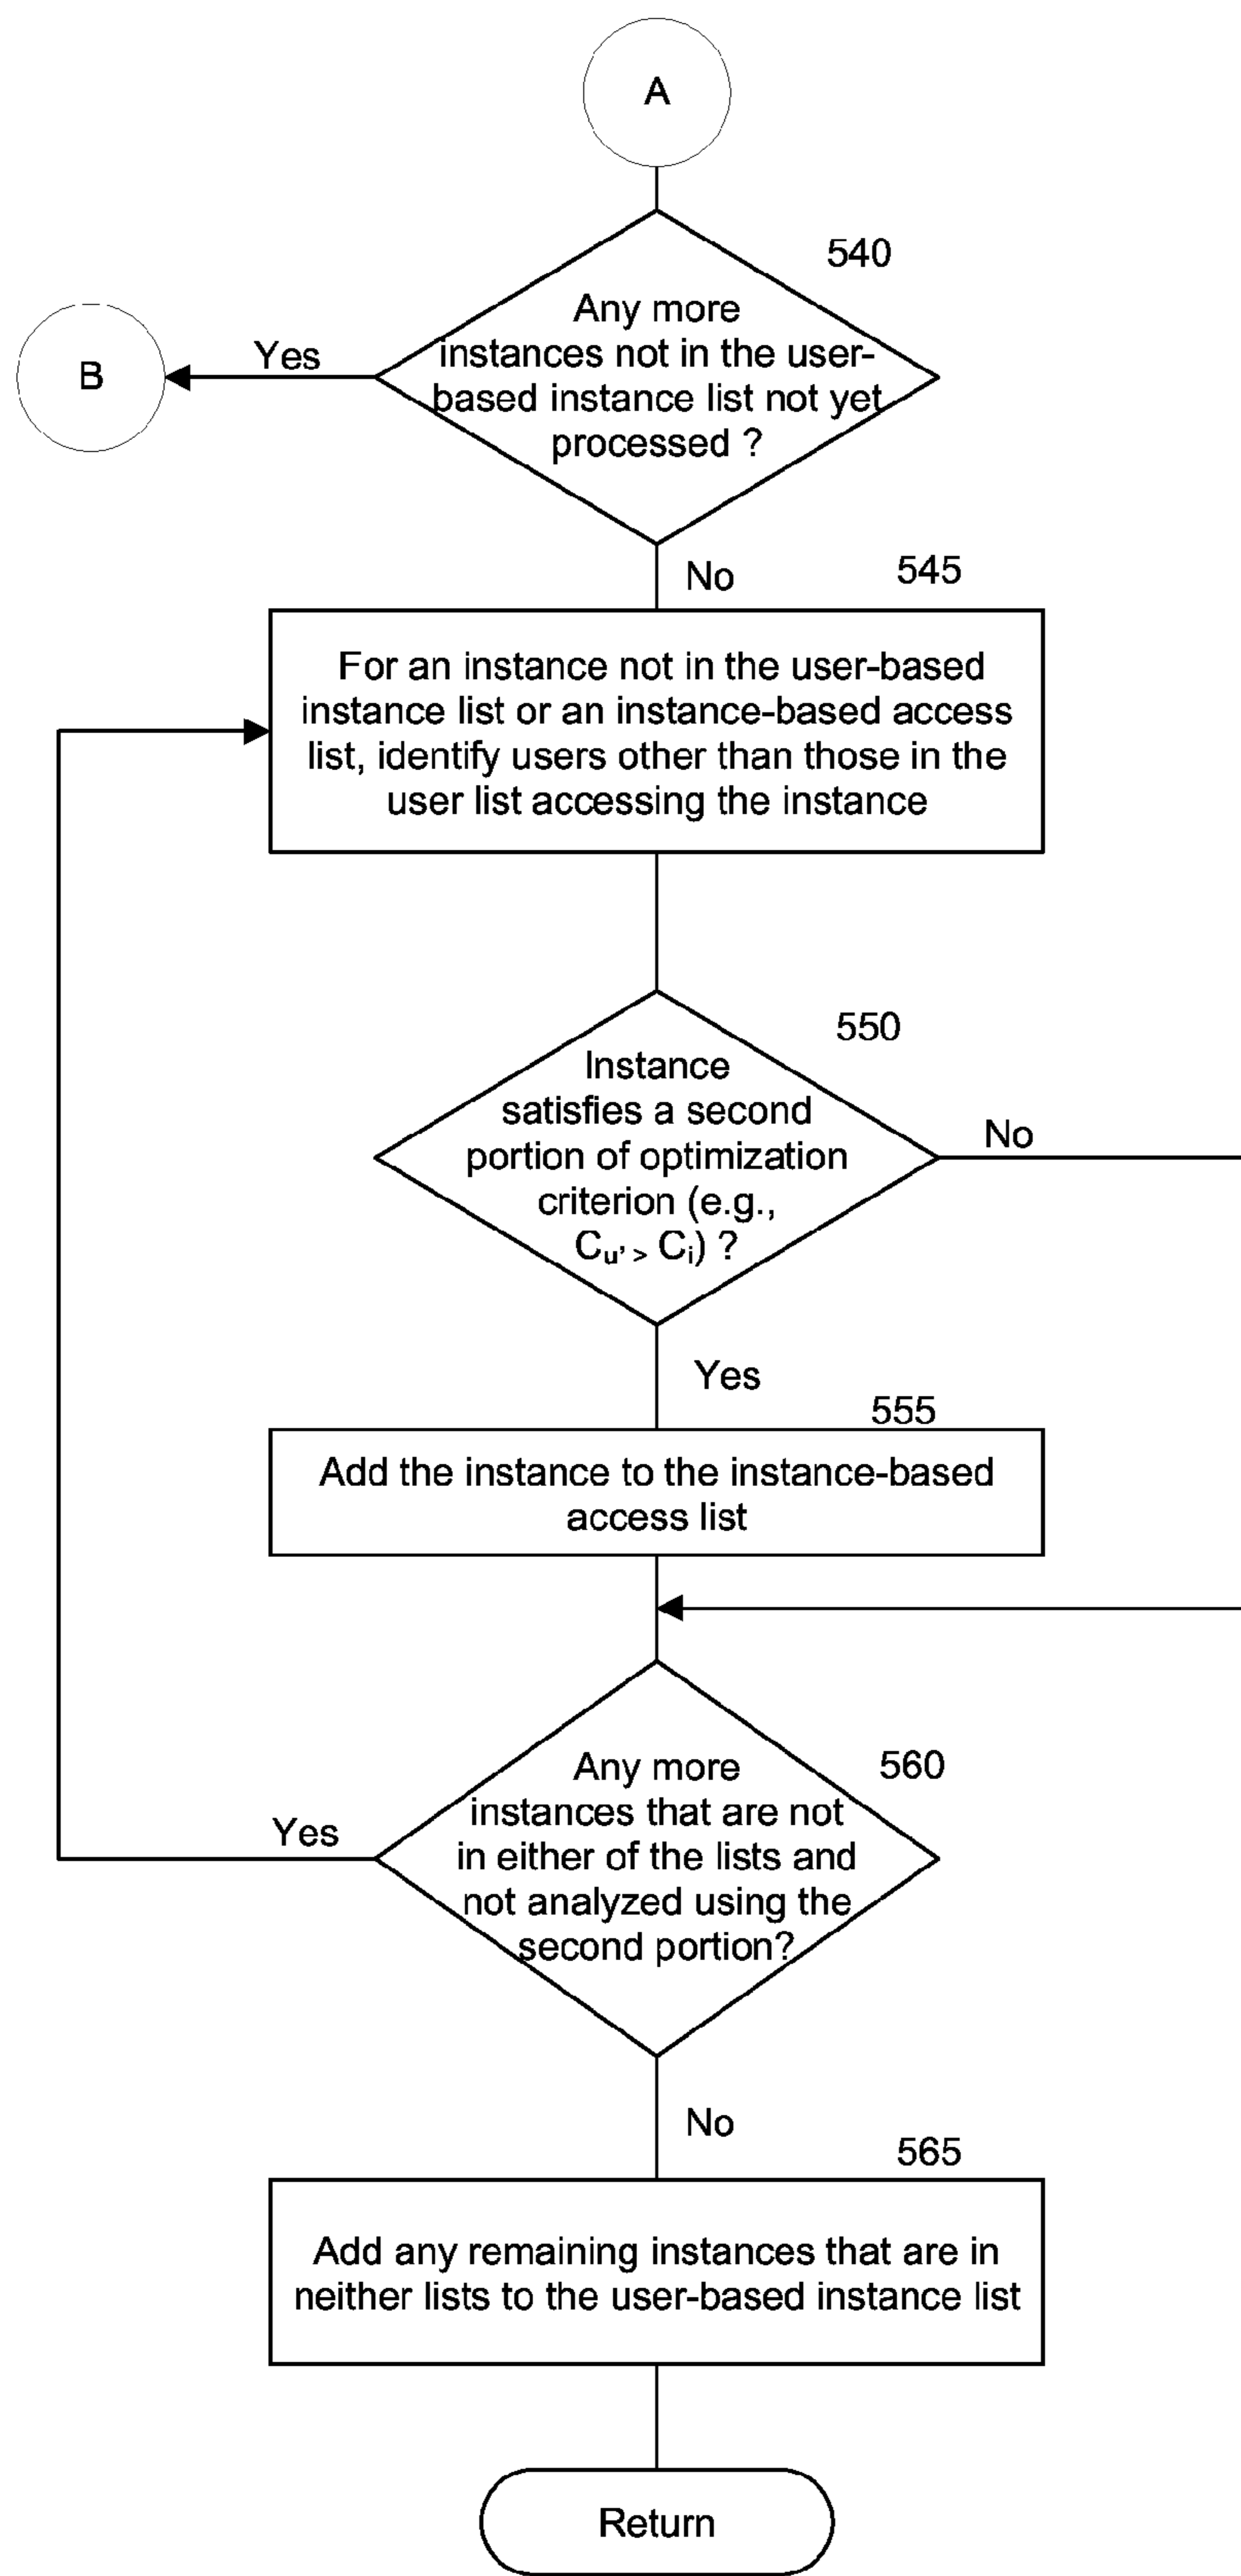 A
540
Any more
instances not in the user-
based instance list not yet
processed ?
Yes
B
No
545
For an instance not in the user-based
instance list or an instance-based access
list, identify users other than those in the
user list accessing the instance
550
Instance
satisfies a second
portion of optimization
criterion (e.g.,
Cu' > Ci) ?
No
Yes
555
Add the instance to the instance-based
access list
560
Any more
instances that are not
in either of the lists and
not analyzed using the
second portion?
Yes
No
565
Add any remaining instances that are in
neither lists to the user-based instance list
Return